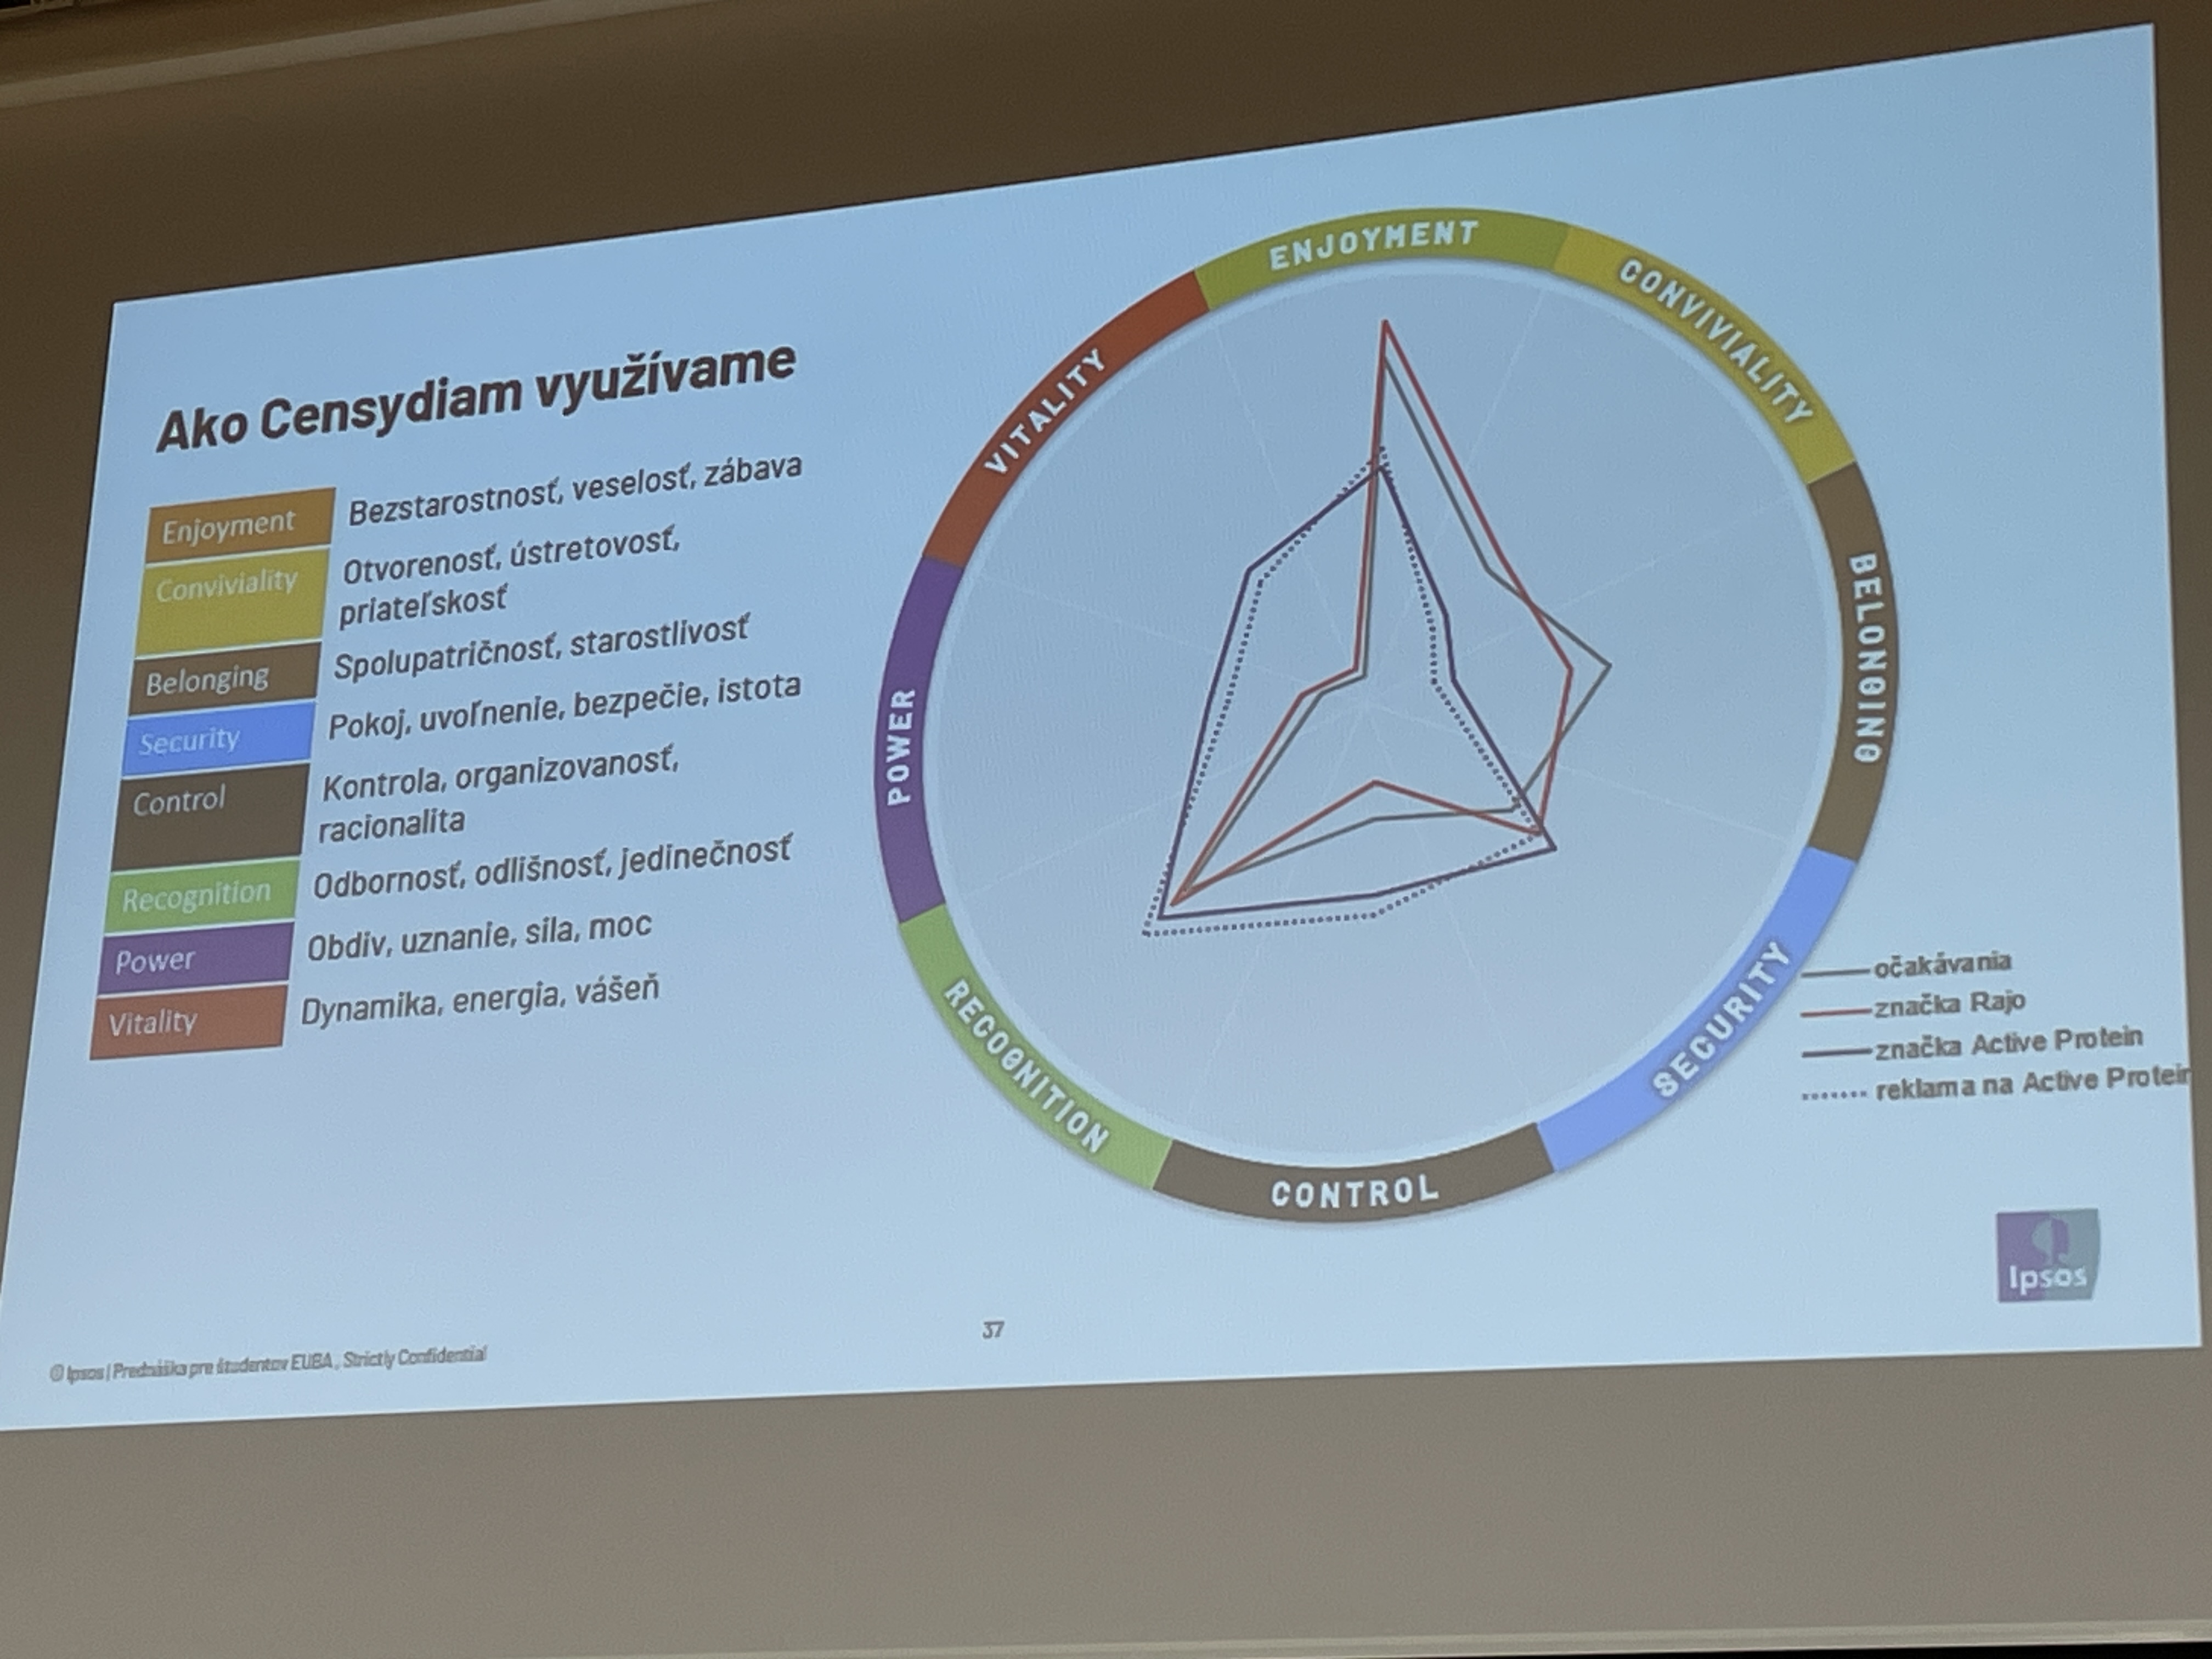 Ako Censydiam využívame
Enjoyment
Bezstarostnosť, veselosť, zábava
Conviviality
Otvorenosť, ústretovosť,
priateľskosť
Belonging
Spolupatričnosť, starostlivosť
Security
Pokoj, uvoľnenie, bezpečie, istota
Control
Kontrola, organizovanosť,
racionalita
Recognition
Odbornosť, odlišnosť, jedinečnosť
Power
Obdiv, uznanie, sila, moc
Vitality
Dynamika, energia, vášeň
ENJOYMENT
CONVIVIALITY
BELONGING
SECURITY
CONTROL
RECOGNITION
POWER
VITALITY
očakávania
značka Rajo
značka Active Protein
reklama na Active Protein
Ipsos
37
© Ipsos | Prednáška pre študentov EUBA, Strictly Confidential